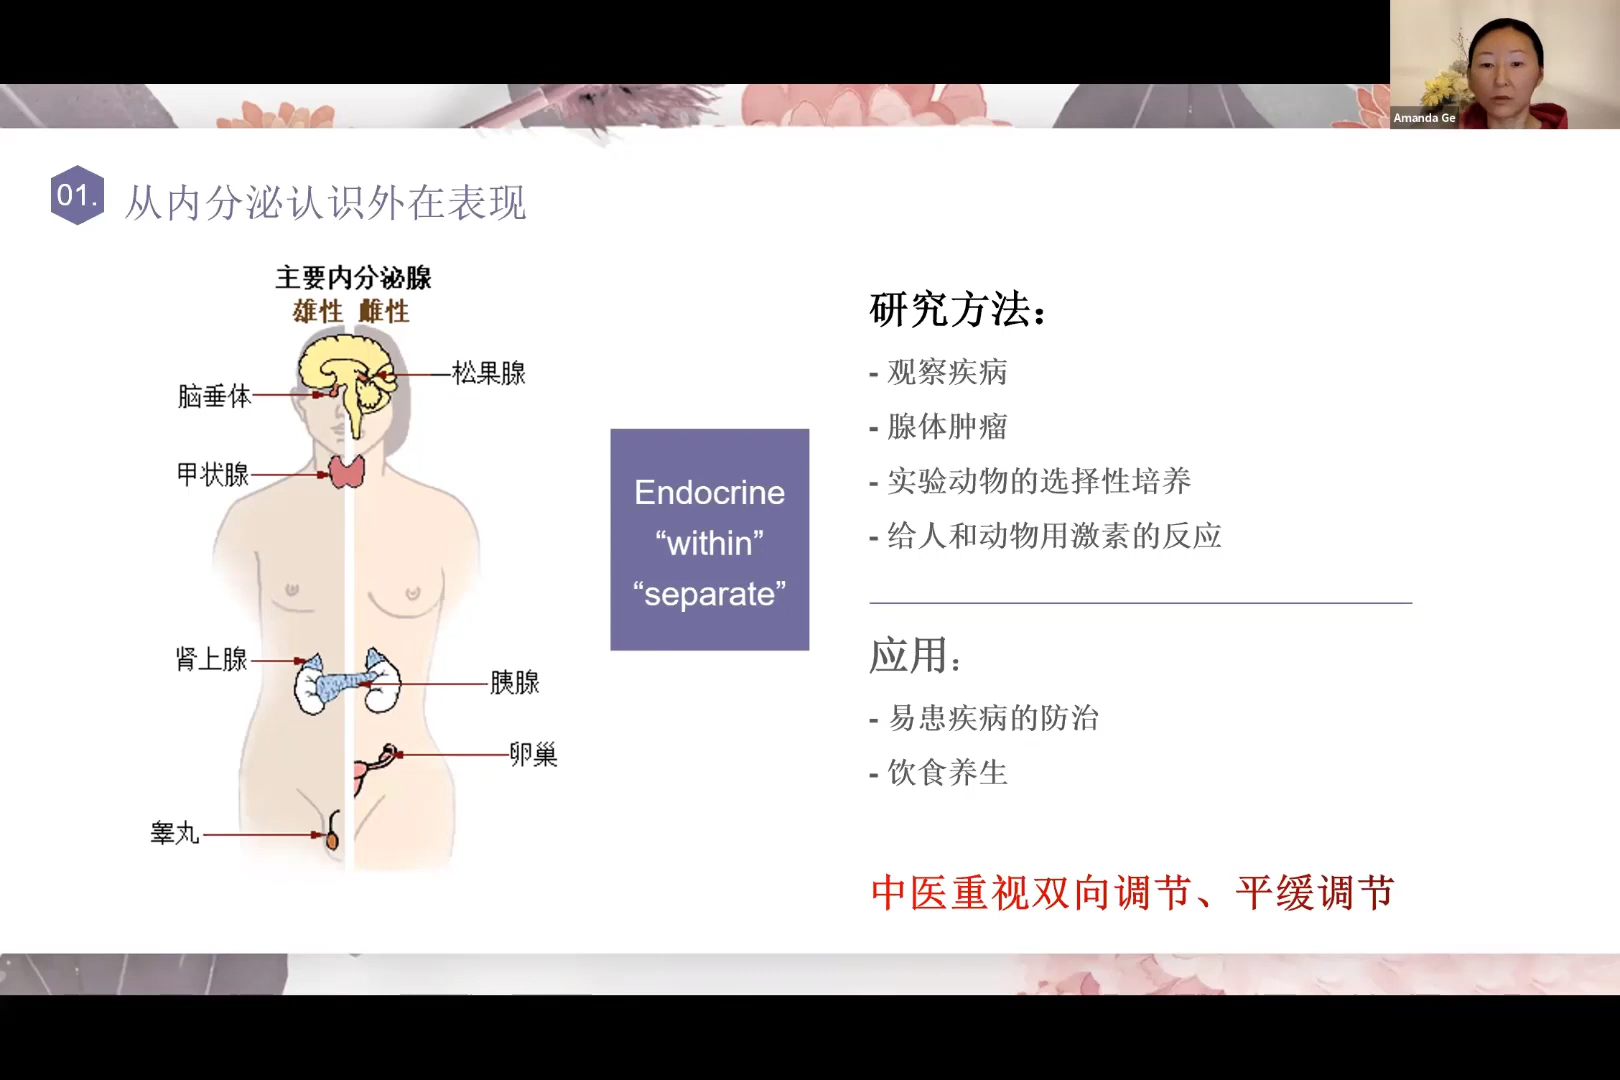 Amanda Ge
01. 从内分泌认识外在表现
主要内分泌腺
雄性 雌性
松果腺
脑垂体
甲状腺
肾上腺
胰腺
卵巢
睾丸
Endocrine
“within”
“separate”
研究方法：
- 观察疾病
- 腺体肿瘤
- 实验动物的选择性培养
- 给人和动物用激素的反应
应用：
- 易患疾病的防治
- 饮食养生
中医重视双向调节、平缓调节